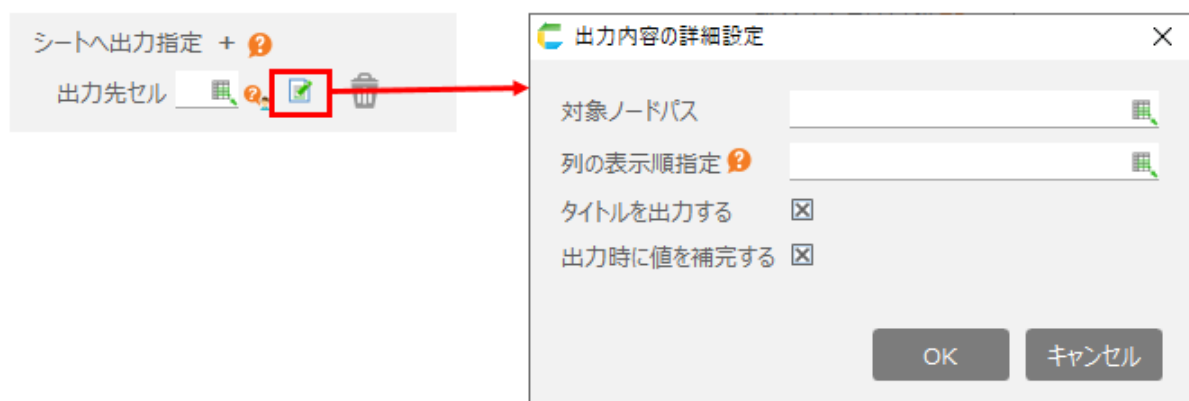 シートへ出力指定 +
出力先セル
出力内容の詳細設定
対象ノードパス
列の表示順指定
タイトルを出力する
出力時に値を補完する
OK
キャンセル